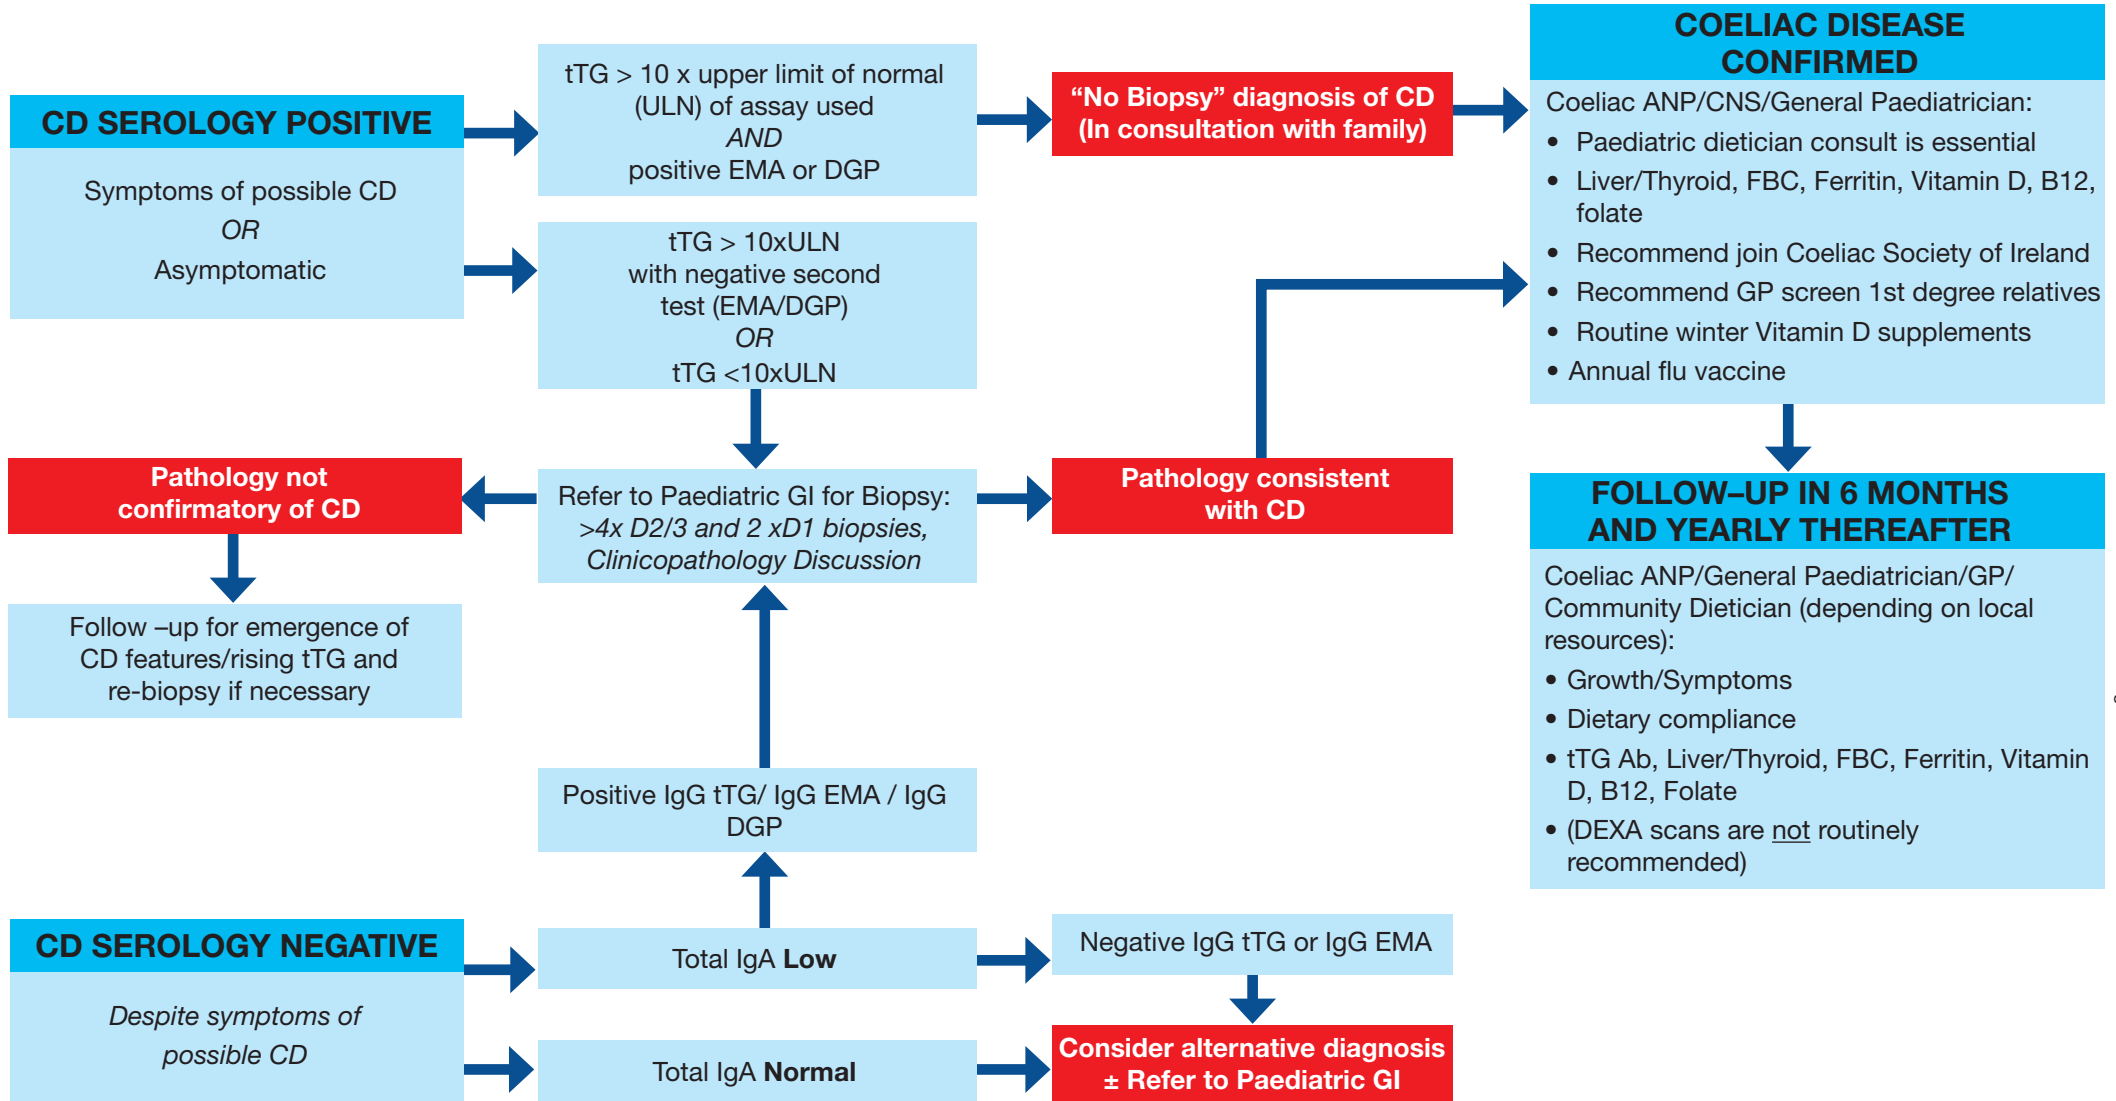 CD SEROLOGY POSITIVE
Symptoms of possible CD
OR
Asymptomatic
tTG > 10 x upper limit of normal
(ULN) of assay used
AND
positive EMA or DGP
tTG > 10xULN
with negative second
test (EMA/DGP)
OR
tTG <10xULN
“No Biopsy” diagnosis of CD
(In consultation with family)
COELIAC DISEASE
CONFIRMED
Coeliac ANP/CNS/General Paediatrician:
• Paediatric dietician consult is essential
• Liver/Thyroid, FBC, Ferritin, Vitamin D, B12,
folate
• Recommend join Coeliac Society of Ireland
• Recommend GP screen 1st degree relatives
• Routine winter Vitamin D supplements
• Annual flu vaccine
Pathology not
confirmatory of CD
Refer to Paediatric GI for Biopsy:
>4x D2/3 and 2 xD1 biopsies,
Clinicopathology Discussion
Pathology consistent
with CD
FOLLOW–UP IN 6 MONTHS
AND YEARLY THEREAFTER
Coeliac ANP/General Paediatrician/GP/
Community Dietician (depending on local
resources):
• Growth/Symptoms
• Dietary compliance
• tTG Ab, Liver/Thyroid, FBC, Ferritin, Vitamin
D, B12, Folate
• (DEXA scans are not routinely
recommended)
Follow –up for emergence of
CD features/rising tTG and
re-biopsy if necessary
Positive IgG tTG/ IgG EMA / IgG
DGP
CD SEROLOGY NEGATIVE
Despite symptoms of
possible CD
Total IgA Low
Negative IgG tTG or IgG EMA
Total IgA Normal
Consider alternative diagnosis
± Refer to Paediatric GI